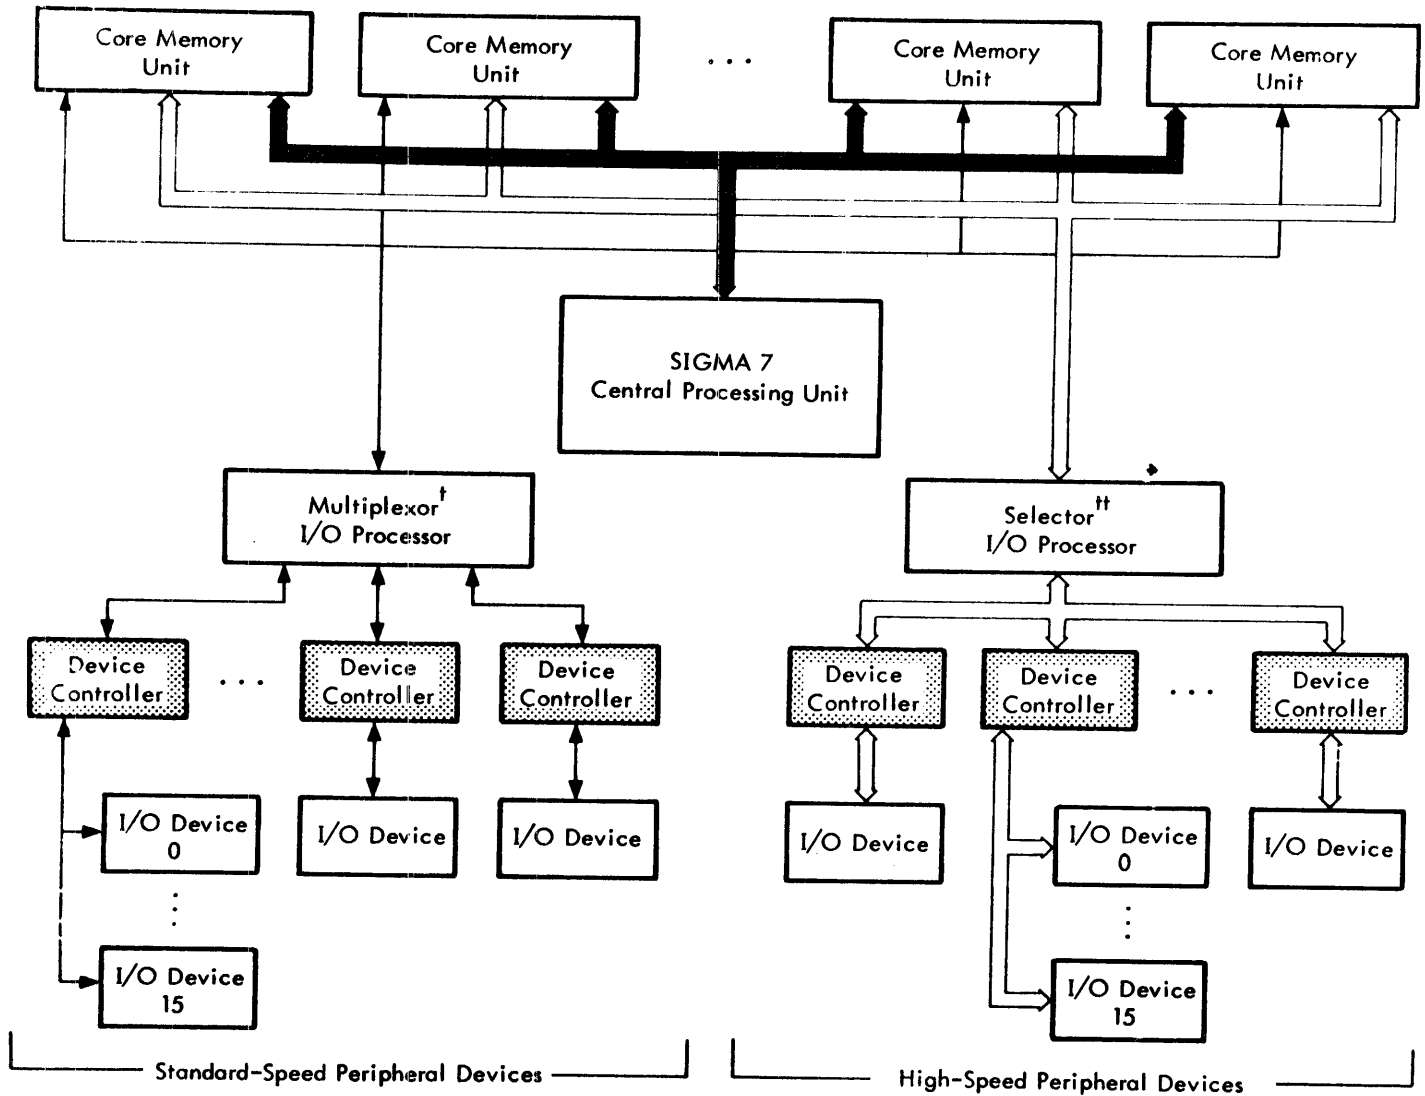 Core Memory
Unit
Core Memory
Unit
. . .
Core Memory
Unit
Core Memory
Unit
SIGMA 7
Central Processing Unit
Multiplexor†
I/O Processor
Selector††
I/O Processor
Device
Controller
. . .
Device
Controller
Device
Controller
Device
Controller
Device
Controller
. . .
Device
Controller
I/O Device
0
I/O Device
I/O Device
I/O Device
I/O Device
0
I/O Device
I/O Device
15
I/O Device
15
Standard-Speed Peripheral Devices
High-Speed Peripheral Devices